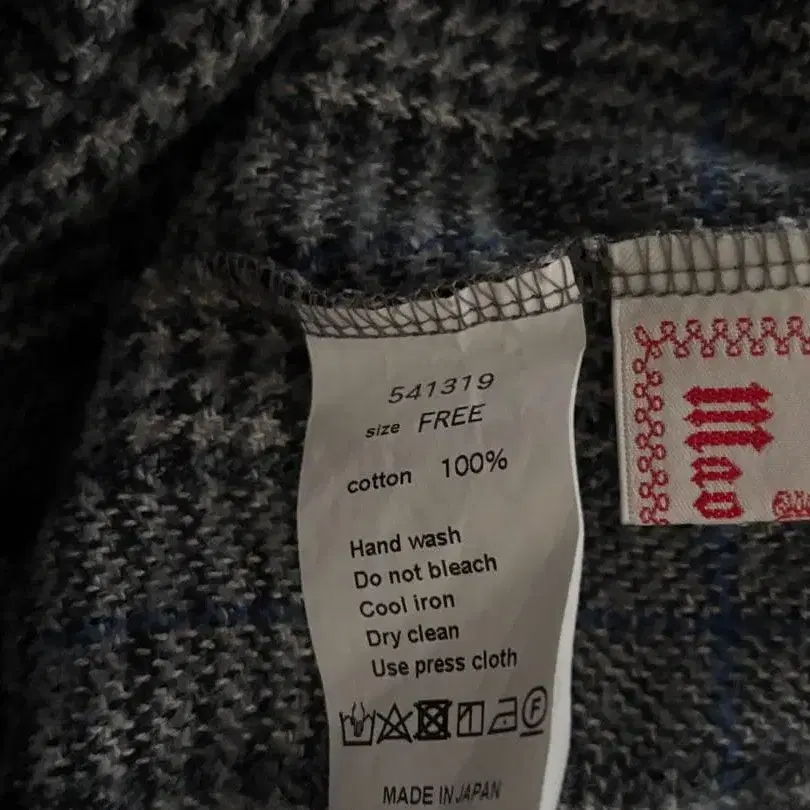 541319
size FREE
cotton 100%
Hand wash
Do not bleach
Cool iron
Dry clean
Use press cloth
F
MADE IN JAPAN